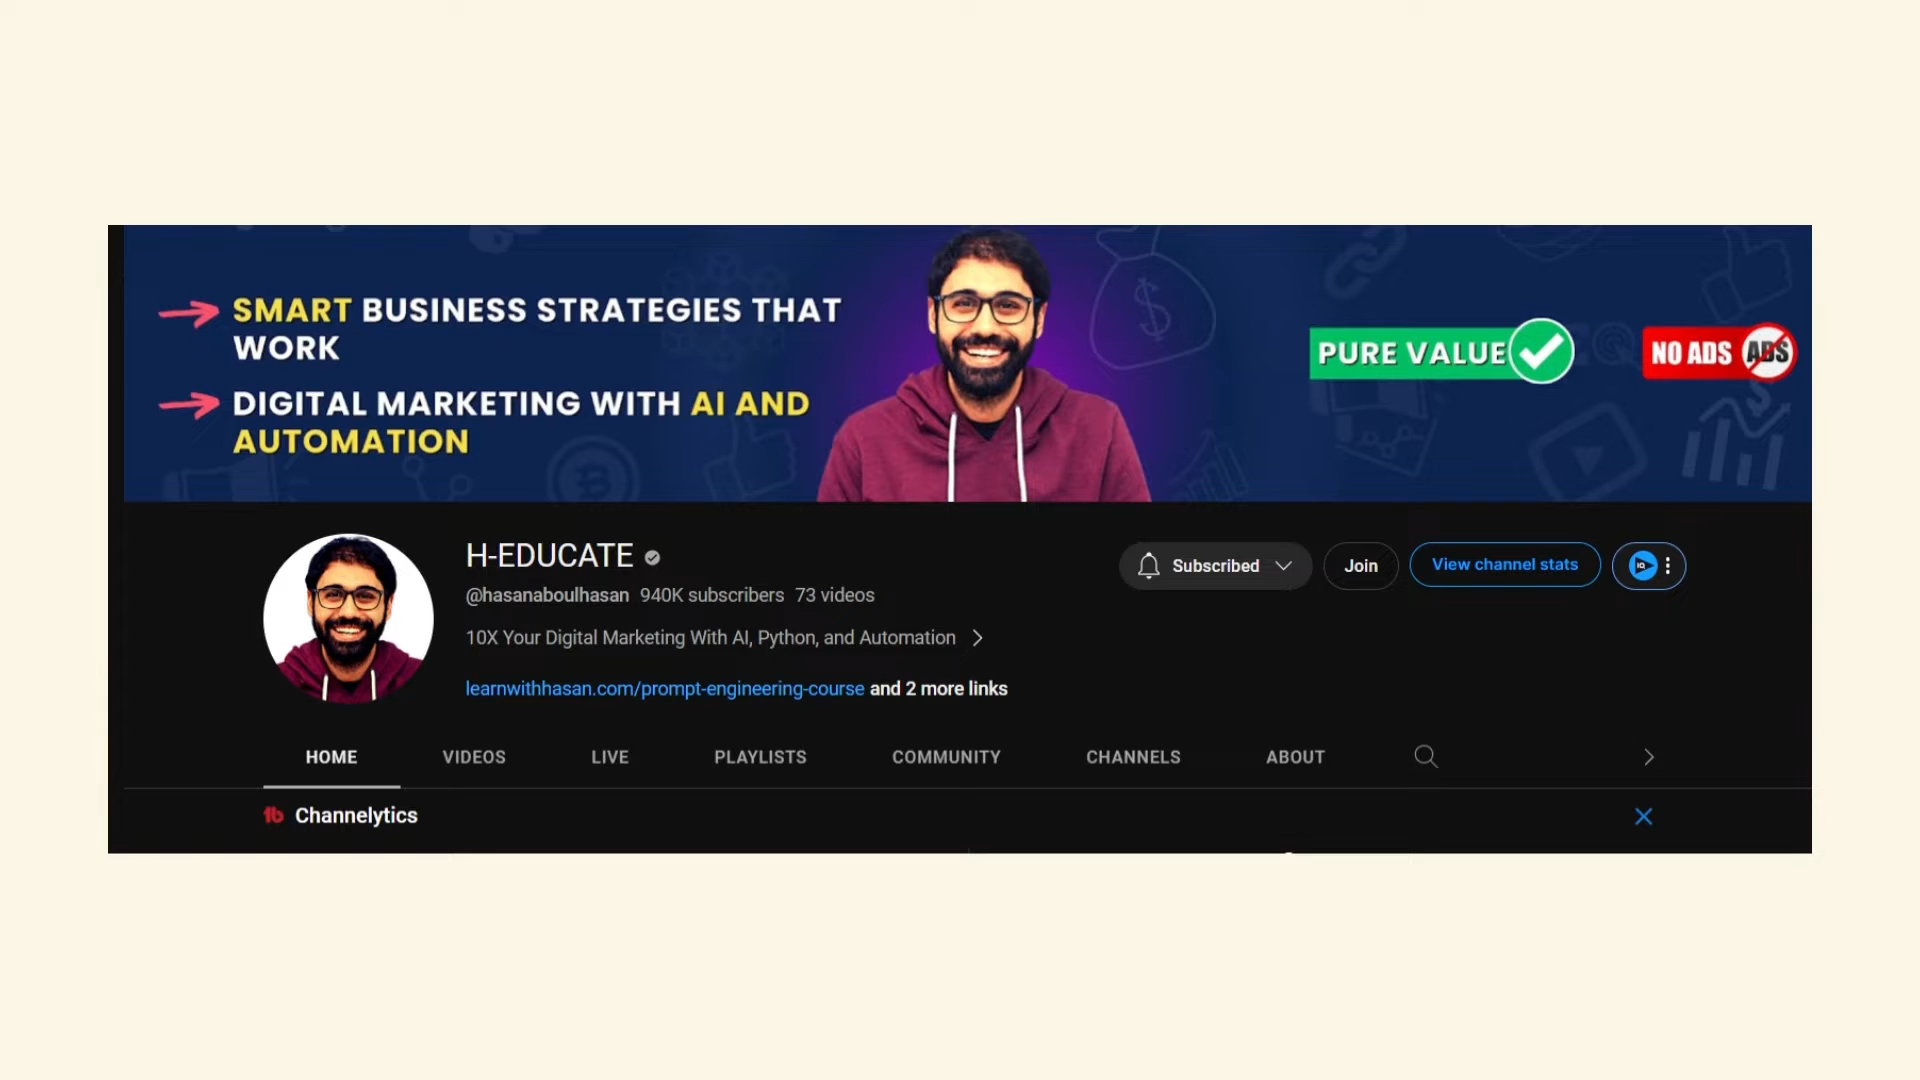 SMART BUSINESS STRATEGIES THAT
WORK
DIGITAL MARKETING WITH AI AND
AUTOMATION
PURE VALUE
NO ADS ADS
H-EDUCATE
@hasanaboulhasan 940K subscribers 73 videos
10X Your Digital Marketing With AI, Python, and Automation
learnwithhasan.com/prompt-engineering-course and 2 more links
Subscribed
Join
View channel stats
IQ
HOME VIDEOS LIVE PLAYLISTS COMMUNITY CHANNELS ABOUT
tb Channelytics